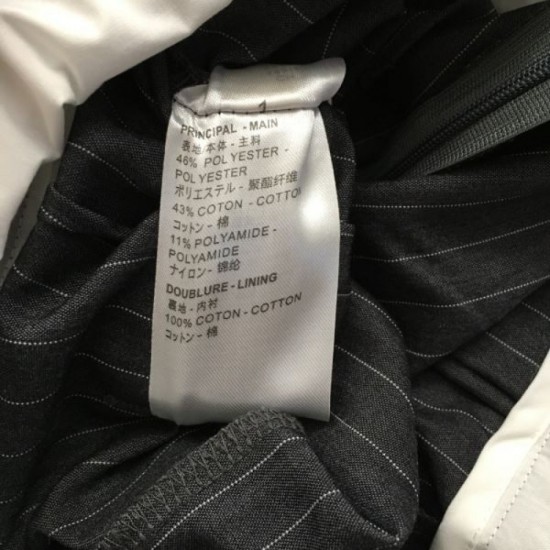 1
PRINCIPAL - MAIN
表地/本体 - 主料
46% POLYESTER -
POLYESTER
ポリエステル - 聚酯纤维
43% COTON - COTTON
コットン - 棉
11% POLYAMIDE -
POLYAMIDE
ナイロン - 锦纶
DOUBLURE - LINING
裏地 - 内衬
100% COTON - COTTON
コットン - 棉